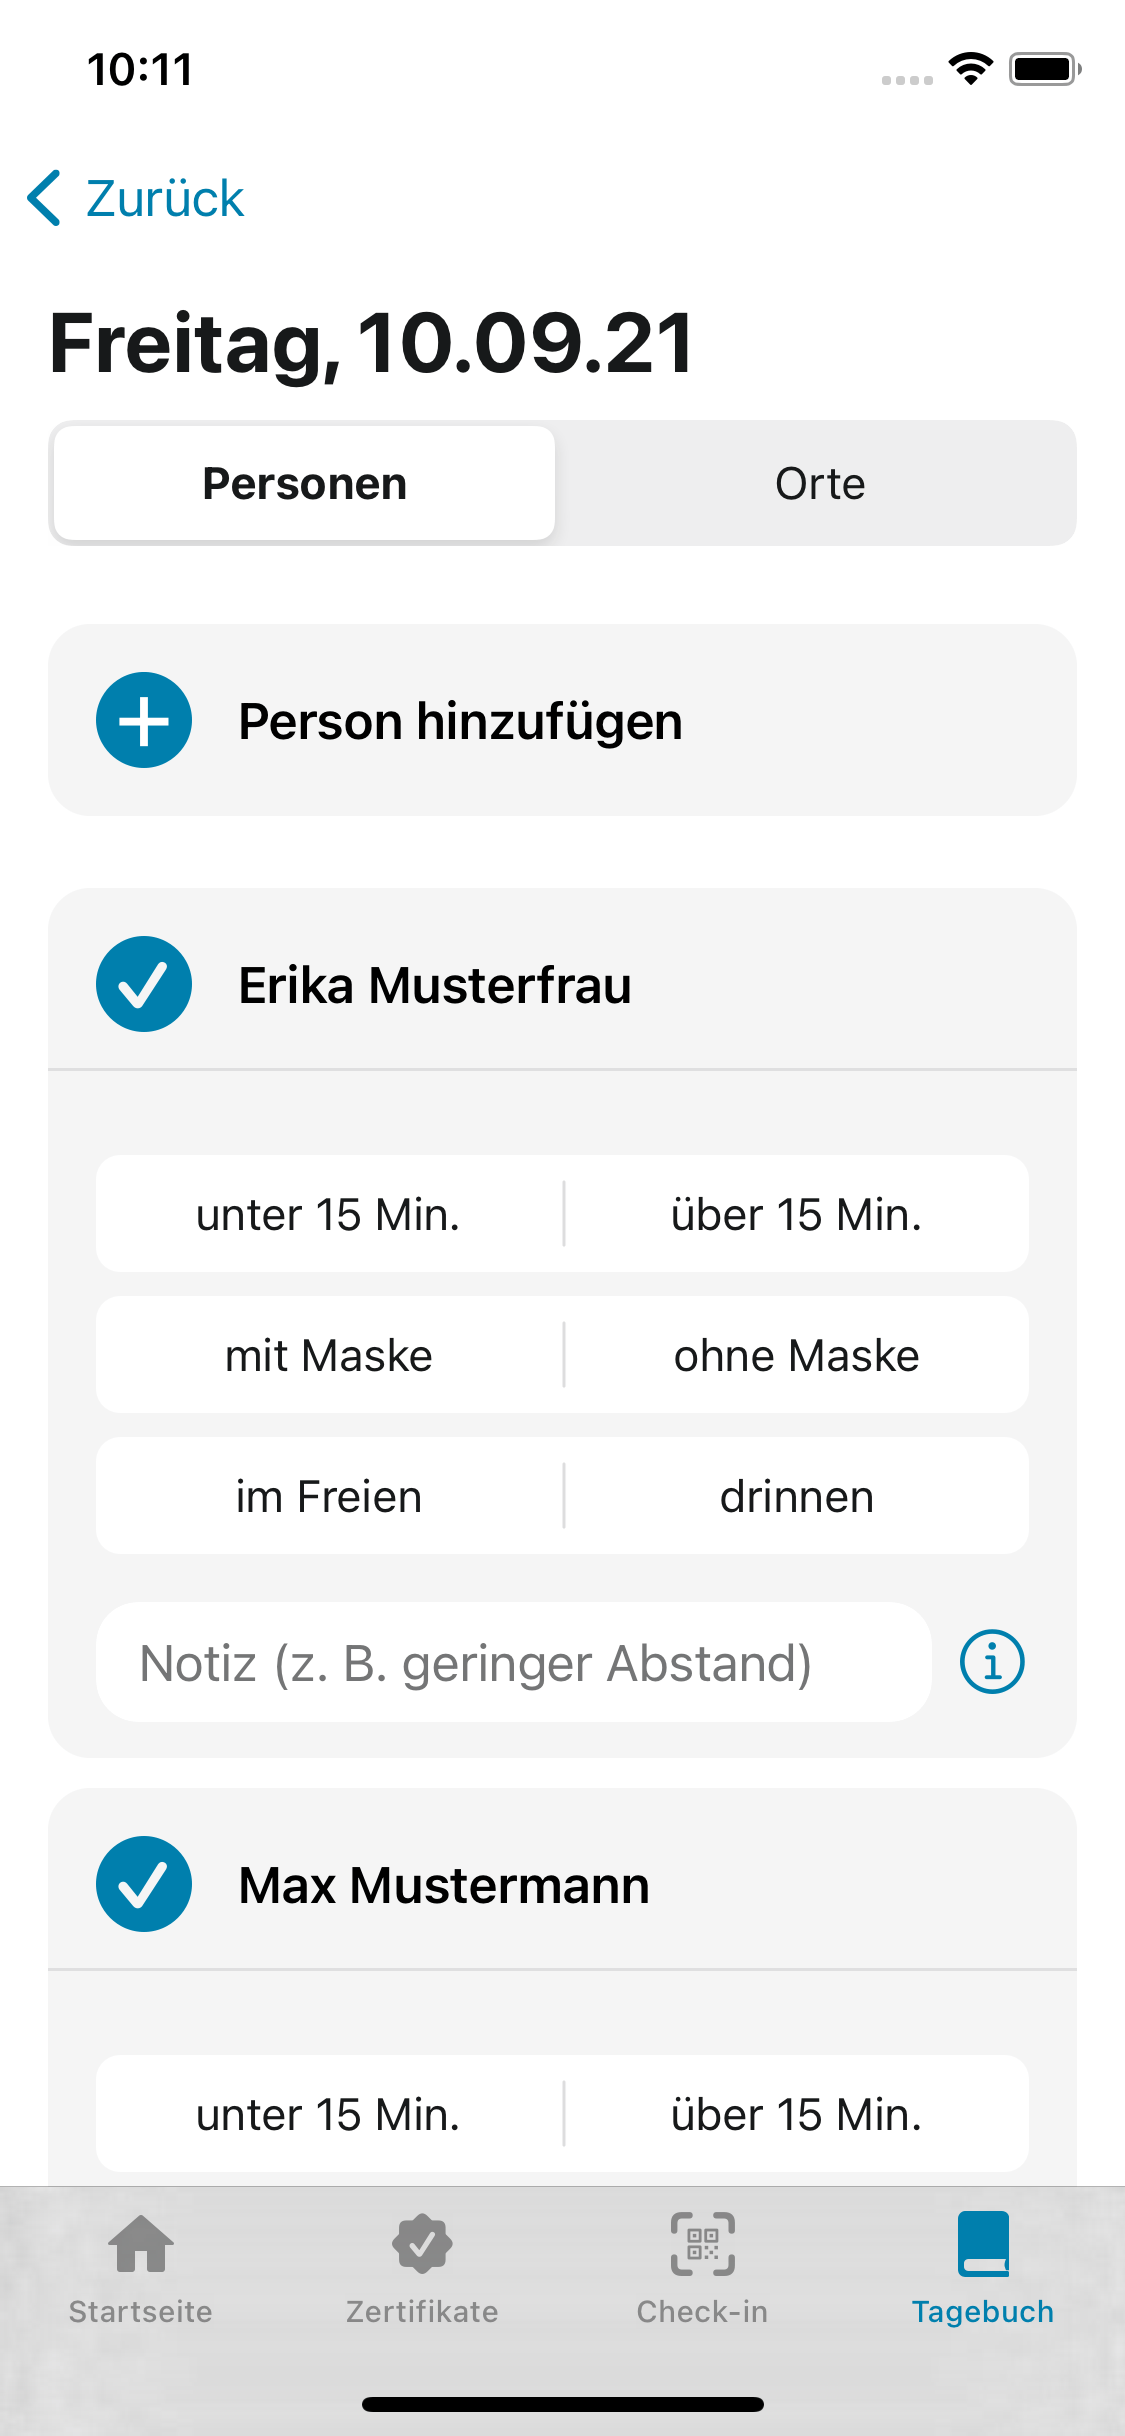 10:11
Zurück
Freitag, 10.09.21
Personen Orte
Person hinzufügen
Erika Musterfrau
unter 15 Min. über 15 Min.
mit Maske ohne Maske
im Freien drinnen
Notiz (z. B. geringer Abstand)
Max Mustermann
unter 15 Min. über 15 Min.
Startseite Zertifikate Check-in Tagebuch